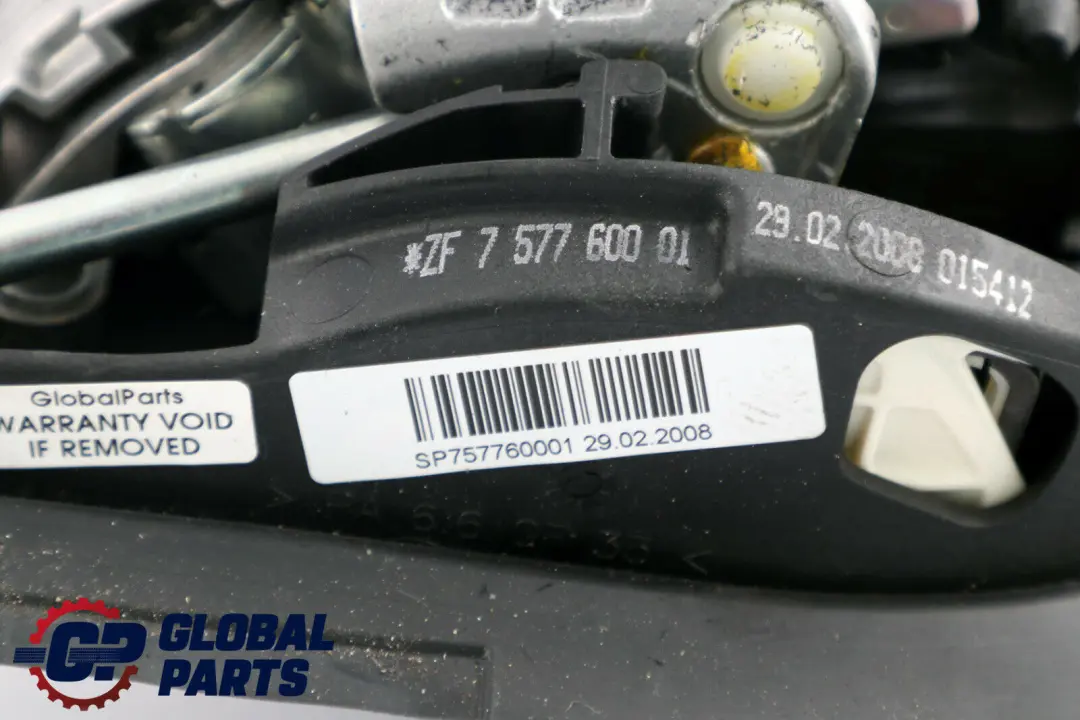 *ZF 7 577 600 01
29.02 2008 015412
SP757760001 29.02.2008
GlobalParts
WARRANTY VOID
IF REMOVED
GP GLOBAL
PARTS